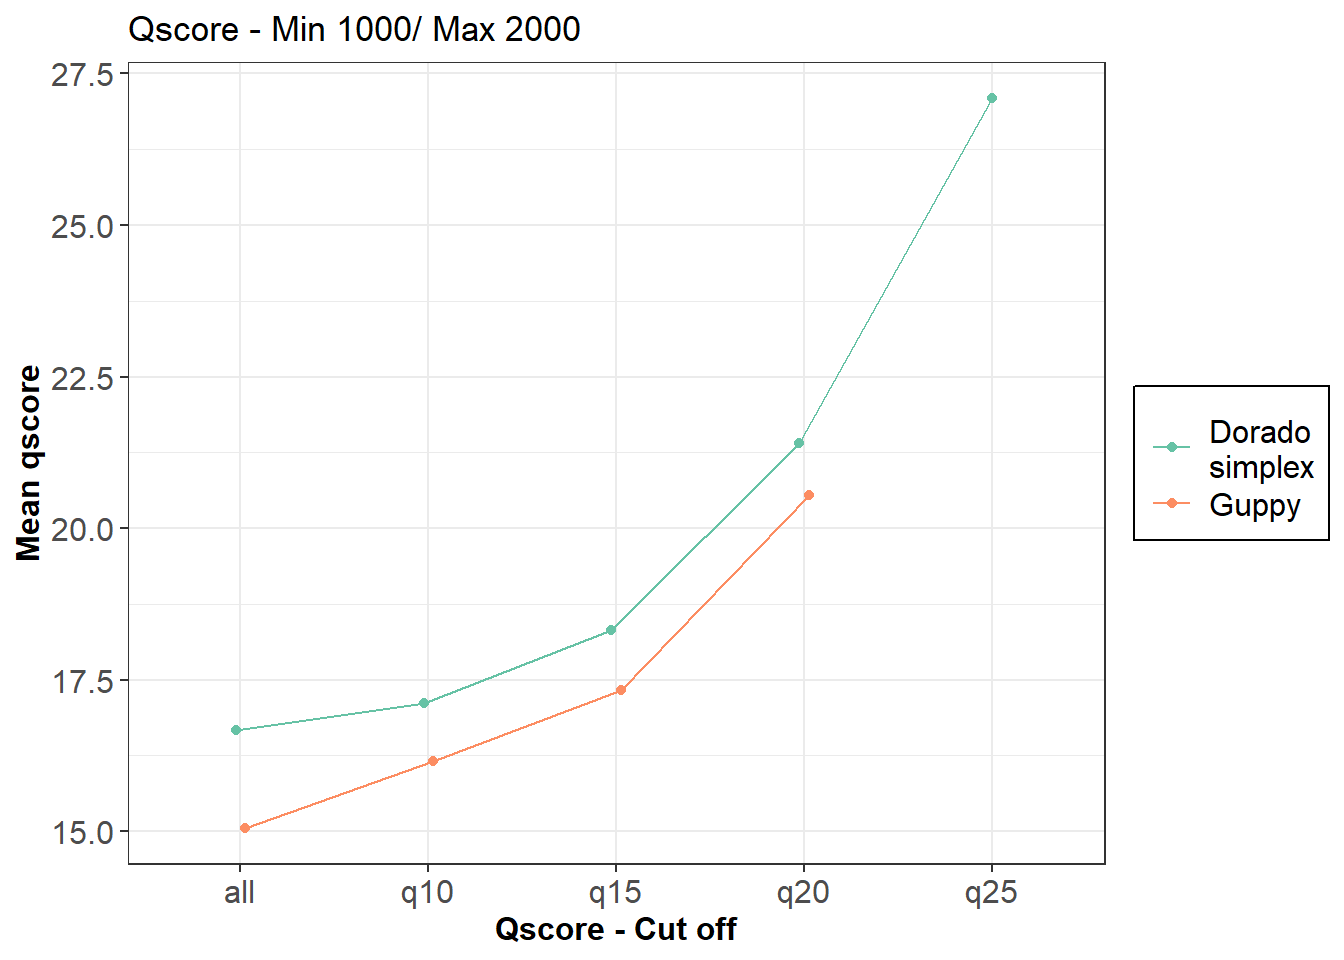 Qscore - Min 1000/ Max 2000
27.5
25.0
22.5
20.0
17.5
15.0
Mean qscore
all q10 q15 q20 q25
Qscore - Cut off
Dorado
simplex
Guppy